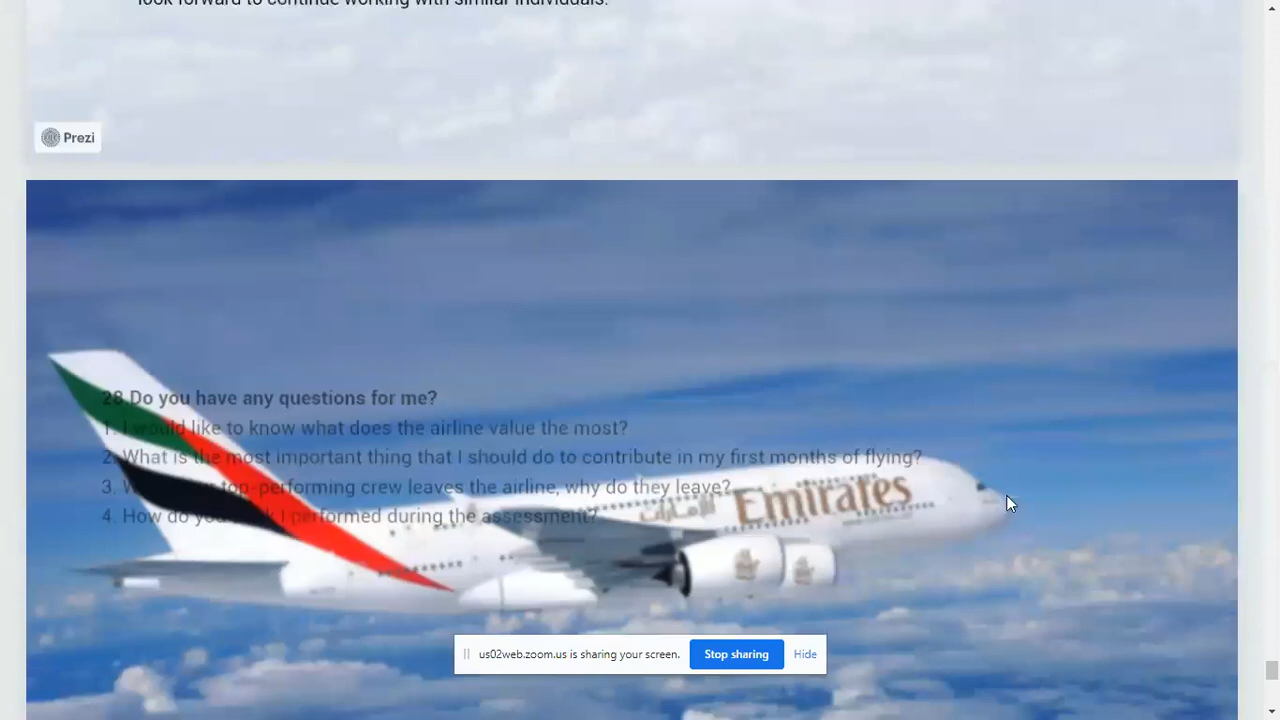 look forward to continue working with similar individuals.
Prezi
28 Do you have any questions for me?
1. I would like to know what does the airline value the most?
2. What is the most important thing that I should do to contribute in my first months of flying?
3. top-performing crew leaves the airline, why do they leave?
4. How do you I performed during the assessment?
الإمارات Emirates
us02web.zoom.us is sharing your screen. Stop sharing Hide